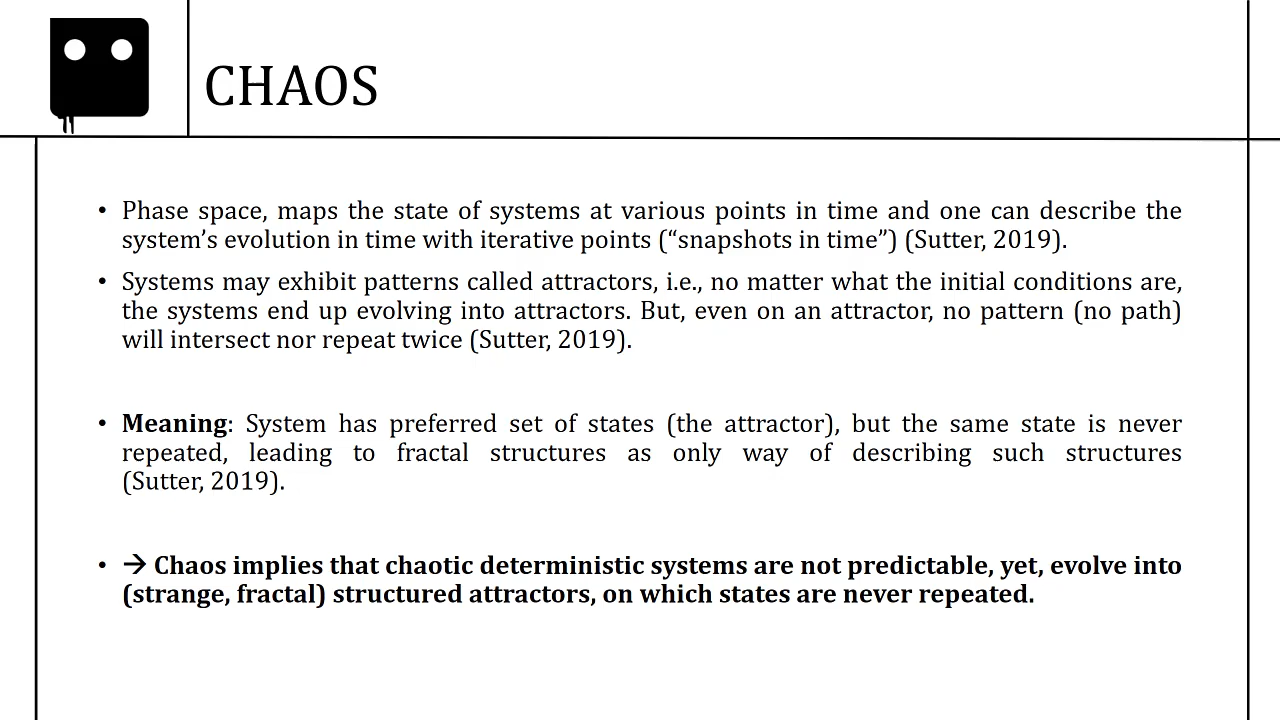 CHAOS
• Phase space, maps the state of systems at various points in time and one can describe the
system’s evolution in time with iterative points (“snapshots in time”) (Sutter, 2019).
• Systems may exhibit patterns called attractors, i.e., no matter what the initial conditions are,
the systems end up evolving into attractors. But, even on an attractor, no pattern (no path)
will intersect nor repeat twice (Sutter, 2019).
• Meaning: System has preferred set of states (the attractor), but the same state is never
repeated, leading to fractal structures as only way of describing such structures
(Sutter, 2019).
• → Chaos implies that chaotic deterministic systems are not predictable, yet, evolve into
(strange, fractal) structured attractors, on which states are never repeated.